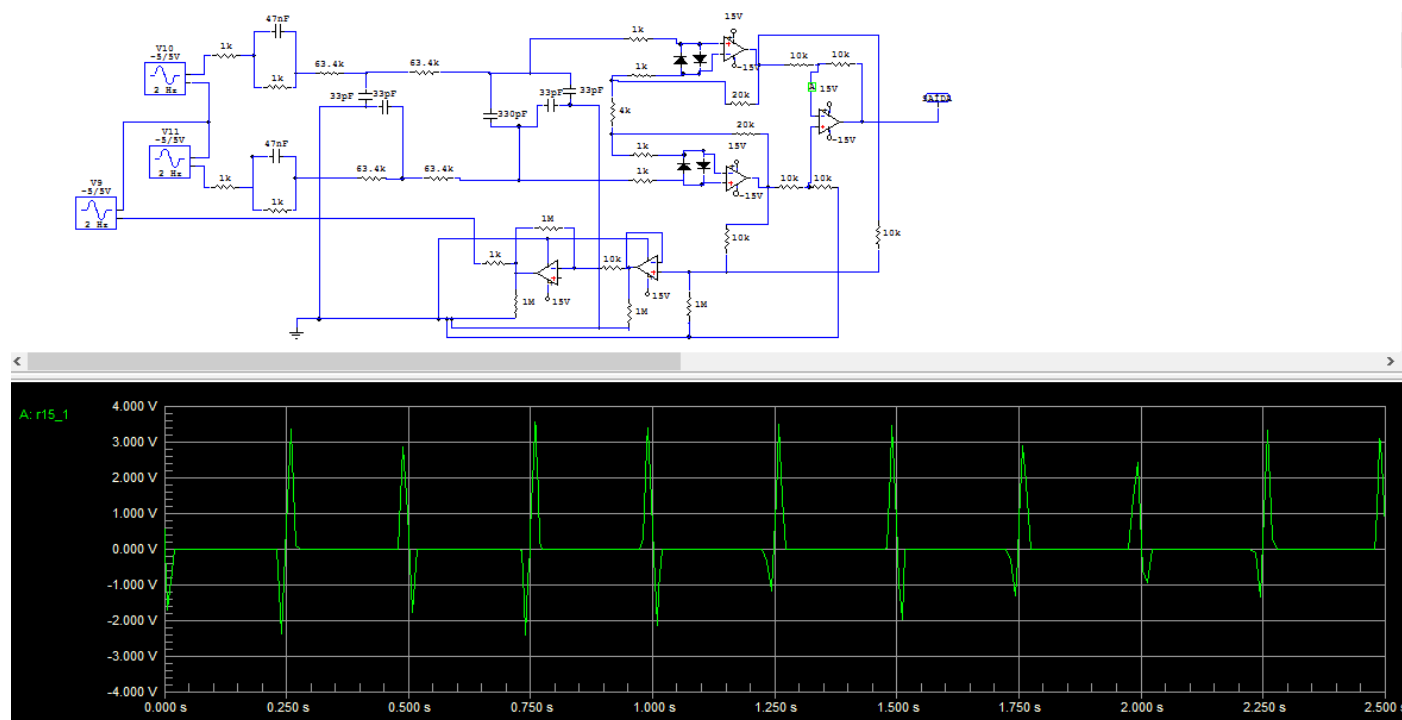 15V
47nF
1k
10k
10k
V10
-5/5V
1k
63.4k
63.4k
-15V
2 Hz
1k
1k
33pF
33pF
33pF
33pF
20k
A
15V
330pF
4k
V11
-5/5V
20k
-15V
47nF
15V
2 Hz
1k
63.4k
63.4k
1k
1k
10k
10k
V9
-5/5V
1k
-15V
2 Hz
1M
10k
10k
1k
10k
1M
15V
15V
1M
1M
A: r15_1
4.000 V
3.000 V
2.000 V
1.000 V
0.000 V
-1.000 V
-2.000 V
-3.000 V
-4.000 V
0.000 s
0.250 s
0.500 s
0.750 s
1.000 s
1.250 s
1.500 s
1.750 s
2.000 s
2.250 s
2.500 s